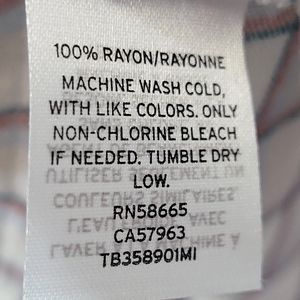 100% RAYON/RAYONNE
MACHINE WASH COLD,
WITH LIKE COLORS. ONLY
NON-CHLORINE BLEACH
IF NEEDED. TUMBLE DRY
LOW.
RN58665
CA57963
TB358901MI